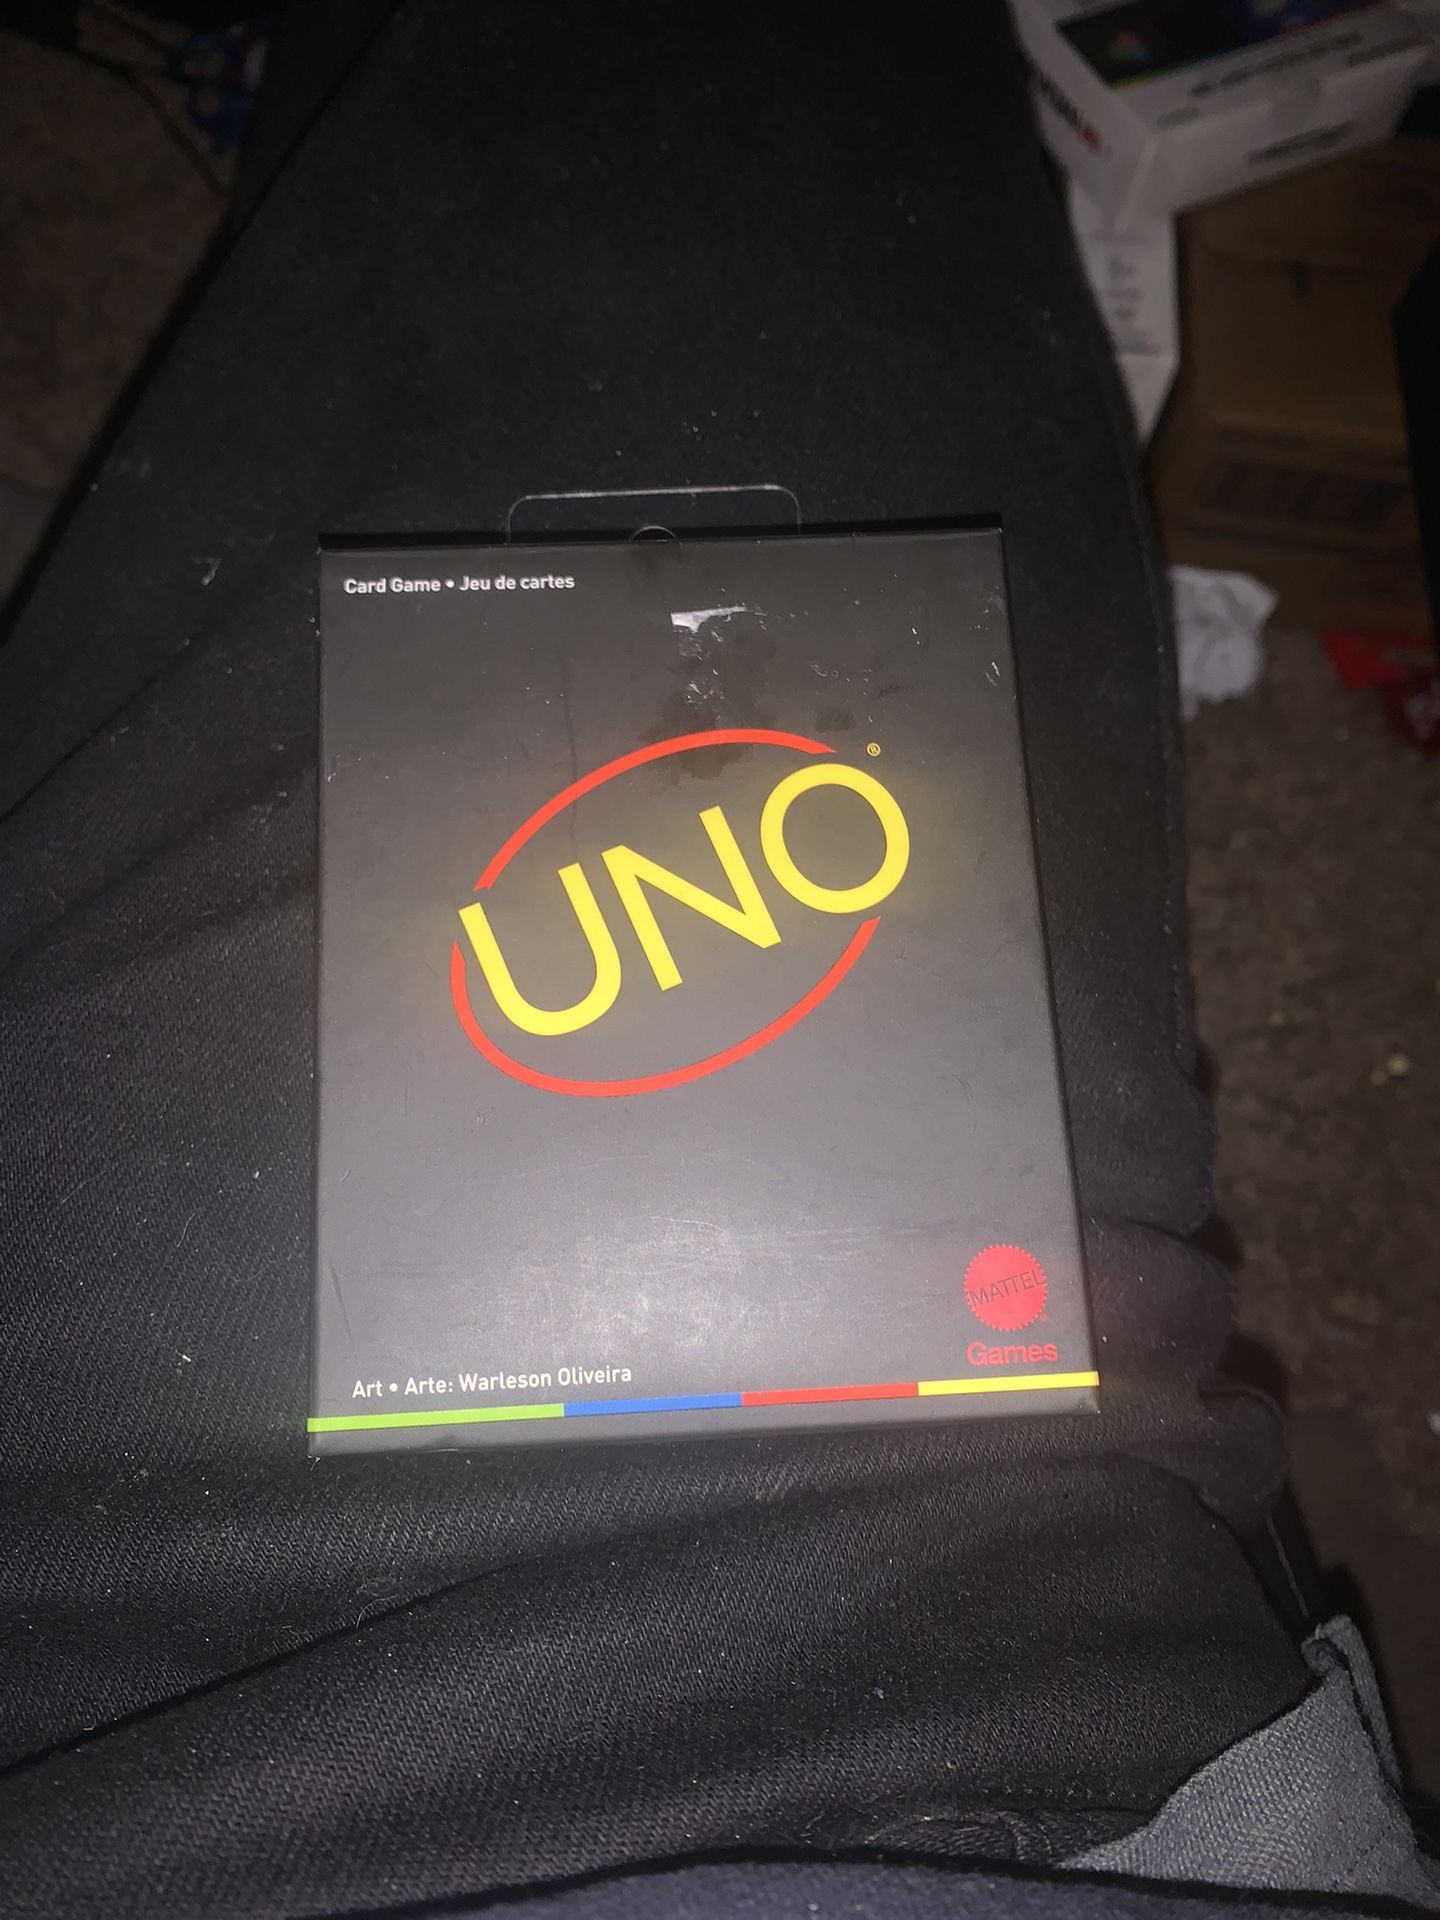 Card Game • Jeu de cartes
UNO®
MATTEL
Games
Art • Arte: Warleson Oliveira